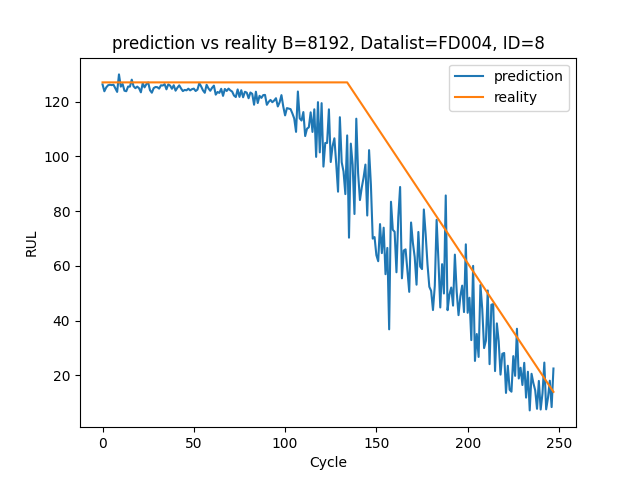 prediction vs reality B=8192, Datalist=FD004, ID=8
prediction
reality
RUL
120
100
80
60
40
20
0 50 100 150 200 250
Cycle